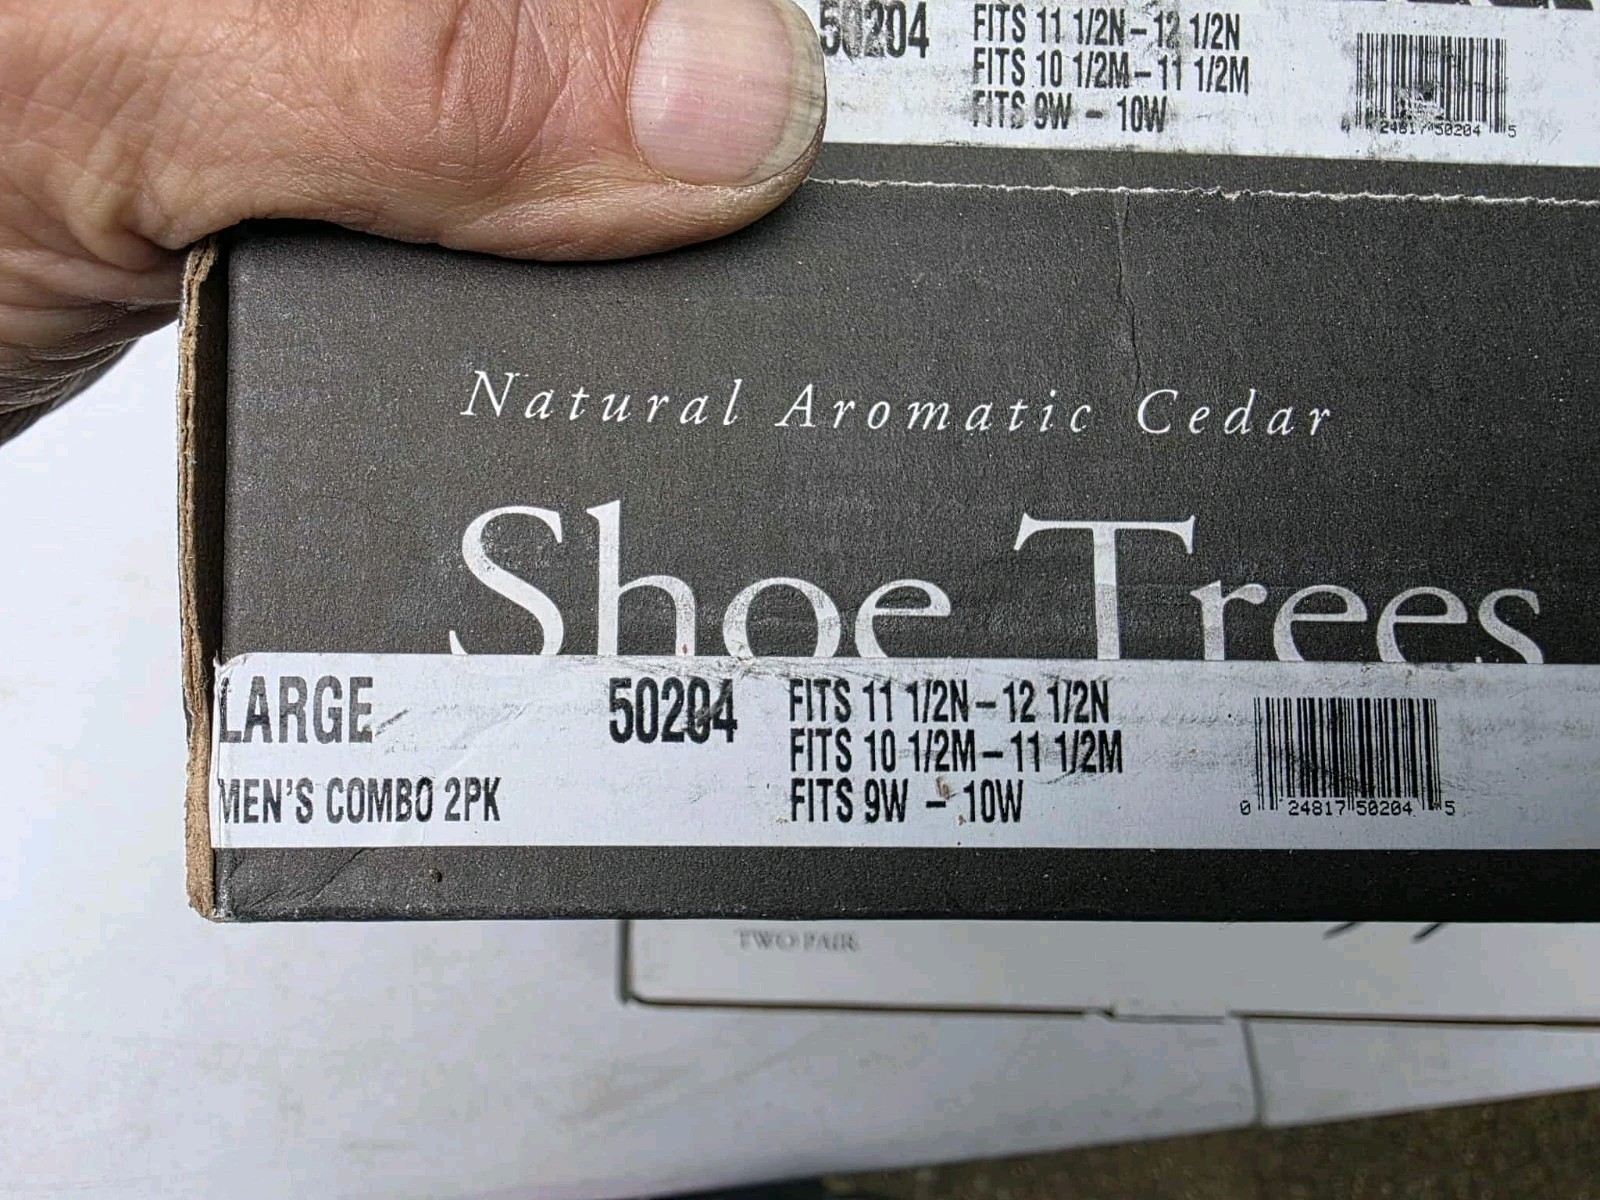 50204
FITS 11 1/2N – 12 1/2N
FITS 10 1/2M – 11 1/2M
FITS 9W – 10W
24817 50204 5
Natural Aromatic Cedar
Shoe Trees
LARGE
50204
FITS 11 1/2N – 12 1/2N
FITS 10 1/2M – 11 1/2M
MEN'S COMBO 2PK
FITS 9W – 10W
0 24817 50204 5
TWO PAIR